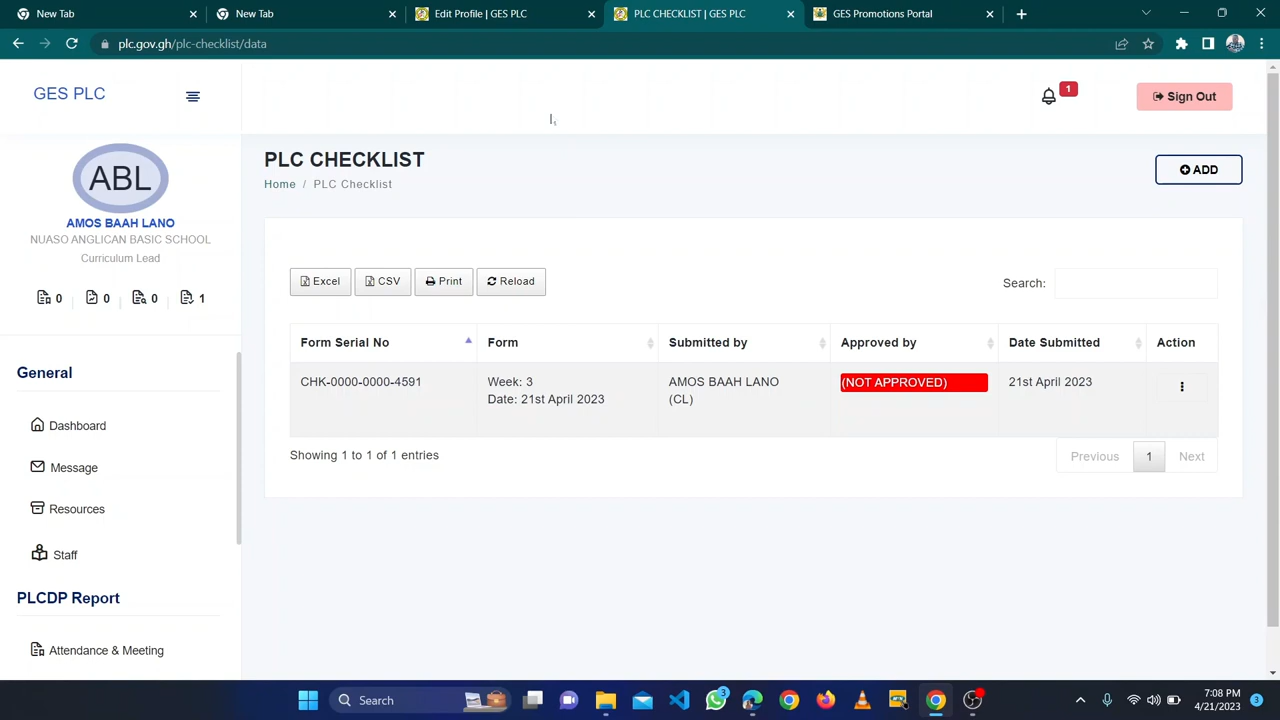 New Tab
New Tab
Edit Profile | GES PLC
PLC CHECKLIST | GES PLC
GES Promotions Portal
plc.gov.gh/plc-checklist/data
GES PLC
1
Sign Out
ABL
AMOS BAAH LANO
NUASO ANGLICAN BASIC SCHOOL
Curriculum Lead
0 0 0 1
General
Dashboard
Message
Resources
Staff
PLCDP Report
Attendance & Meeting
PLC CHECKLIST
Home / PLC Checklist
ADD
Excel CSV Print Reload
Search:
Form Serial No Form Submitted by Approved by Date Submitted Action
CHK-0000-0000-4591 Week: 3 AMOS BAAH LANO (NOT APPROVED) 21st April 2023
Date: 21st April 2023 (CL)
Showing 1 to 1 of 1 entries
Previous 1 Next
Search
3
7:08 PM
4/21/2023
3